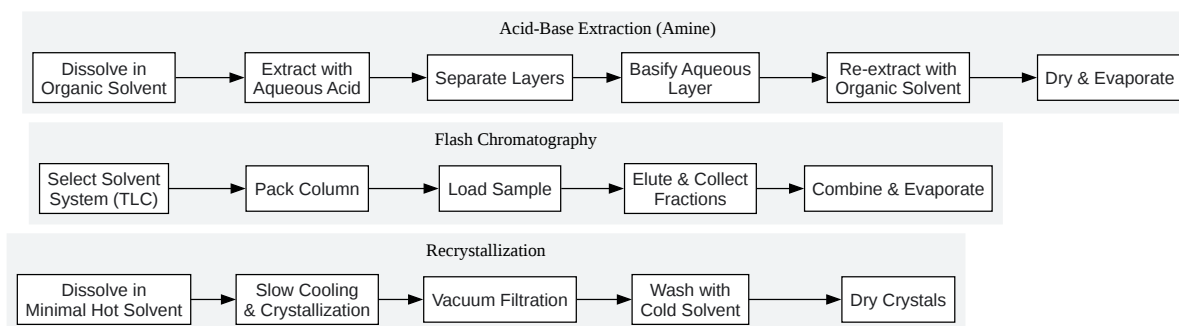 Acid-Base Extraction (Amine)
Dissolve in
Organic Solvent
Extract with
Aqueous Acid
Separate Layers
Basify Aqueous
Layer
Re-extract with
Organic Solvent
Dry & Evaporate
Flash Chromatography
Select Solvent
System (TLC)
Pack Column
Load Sample
Elute & Collect
Fractions
Combine & Evaporate
Recrystallization
Dissolve in
Minimal Hot Solvent
Slow Cooling
& Crystallization
Vacuum Filtration
Wash with
Cold Solvent
Dry Crystals